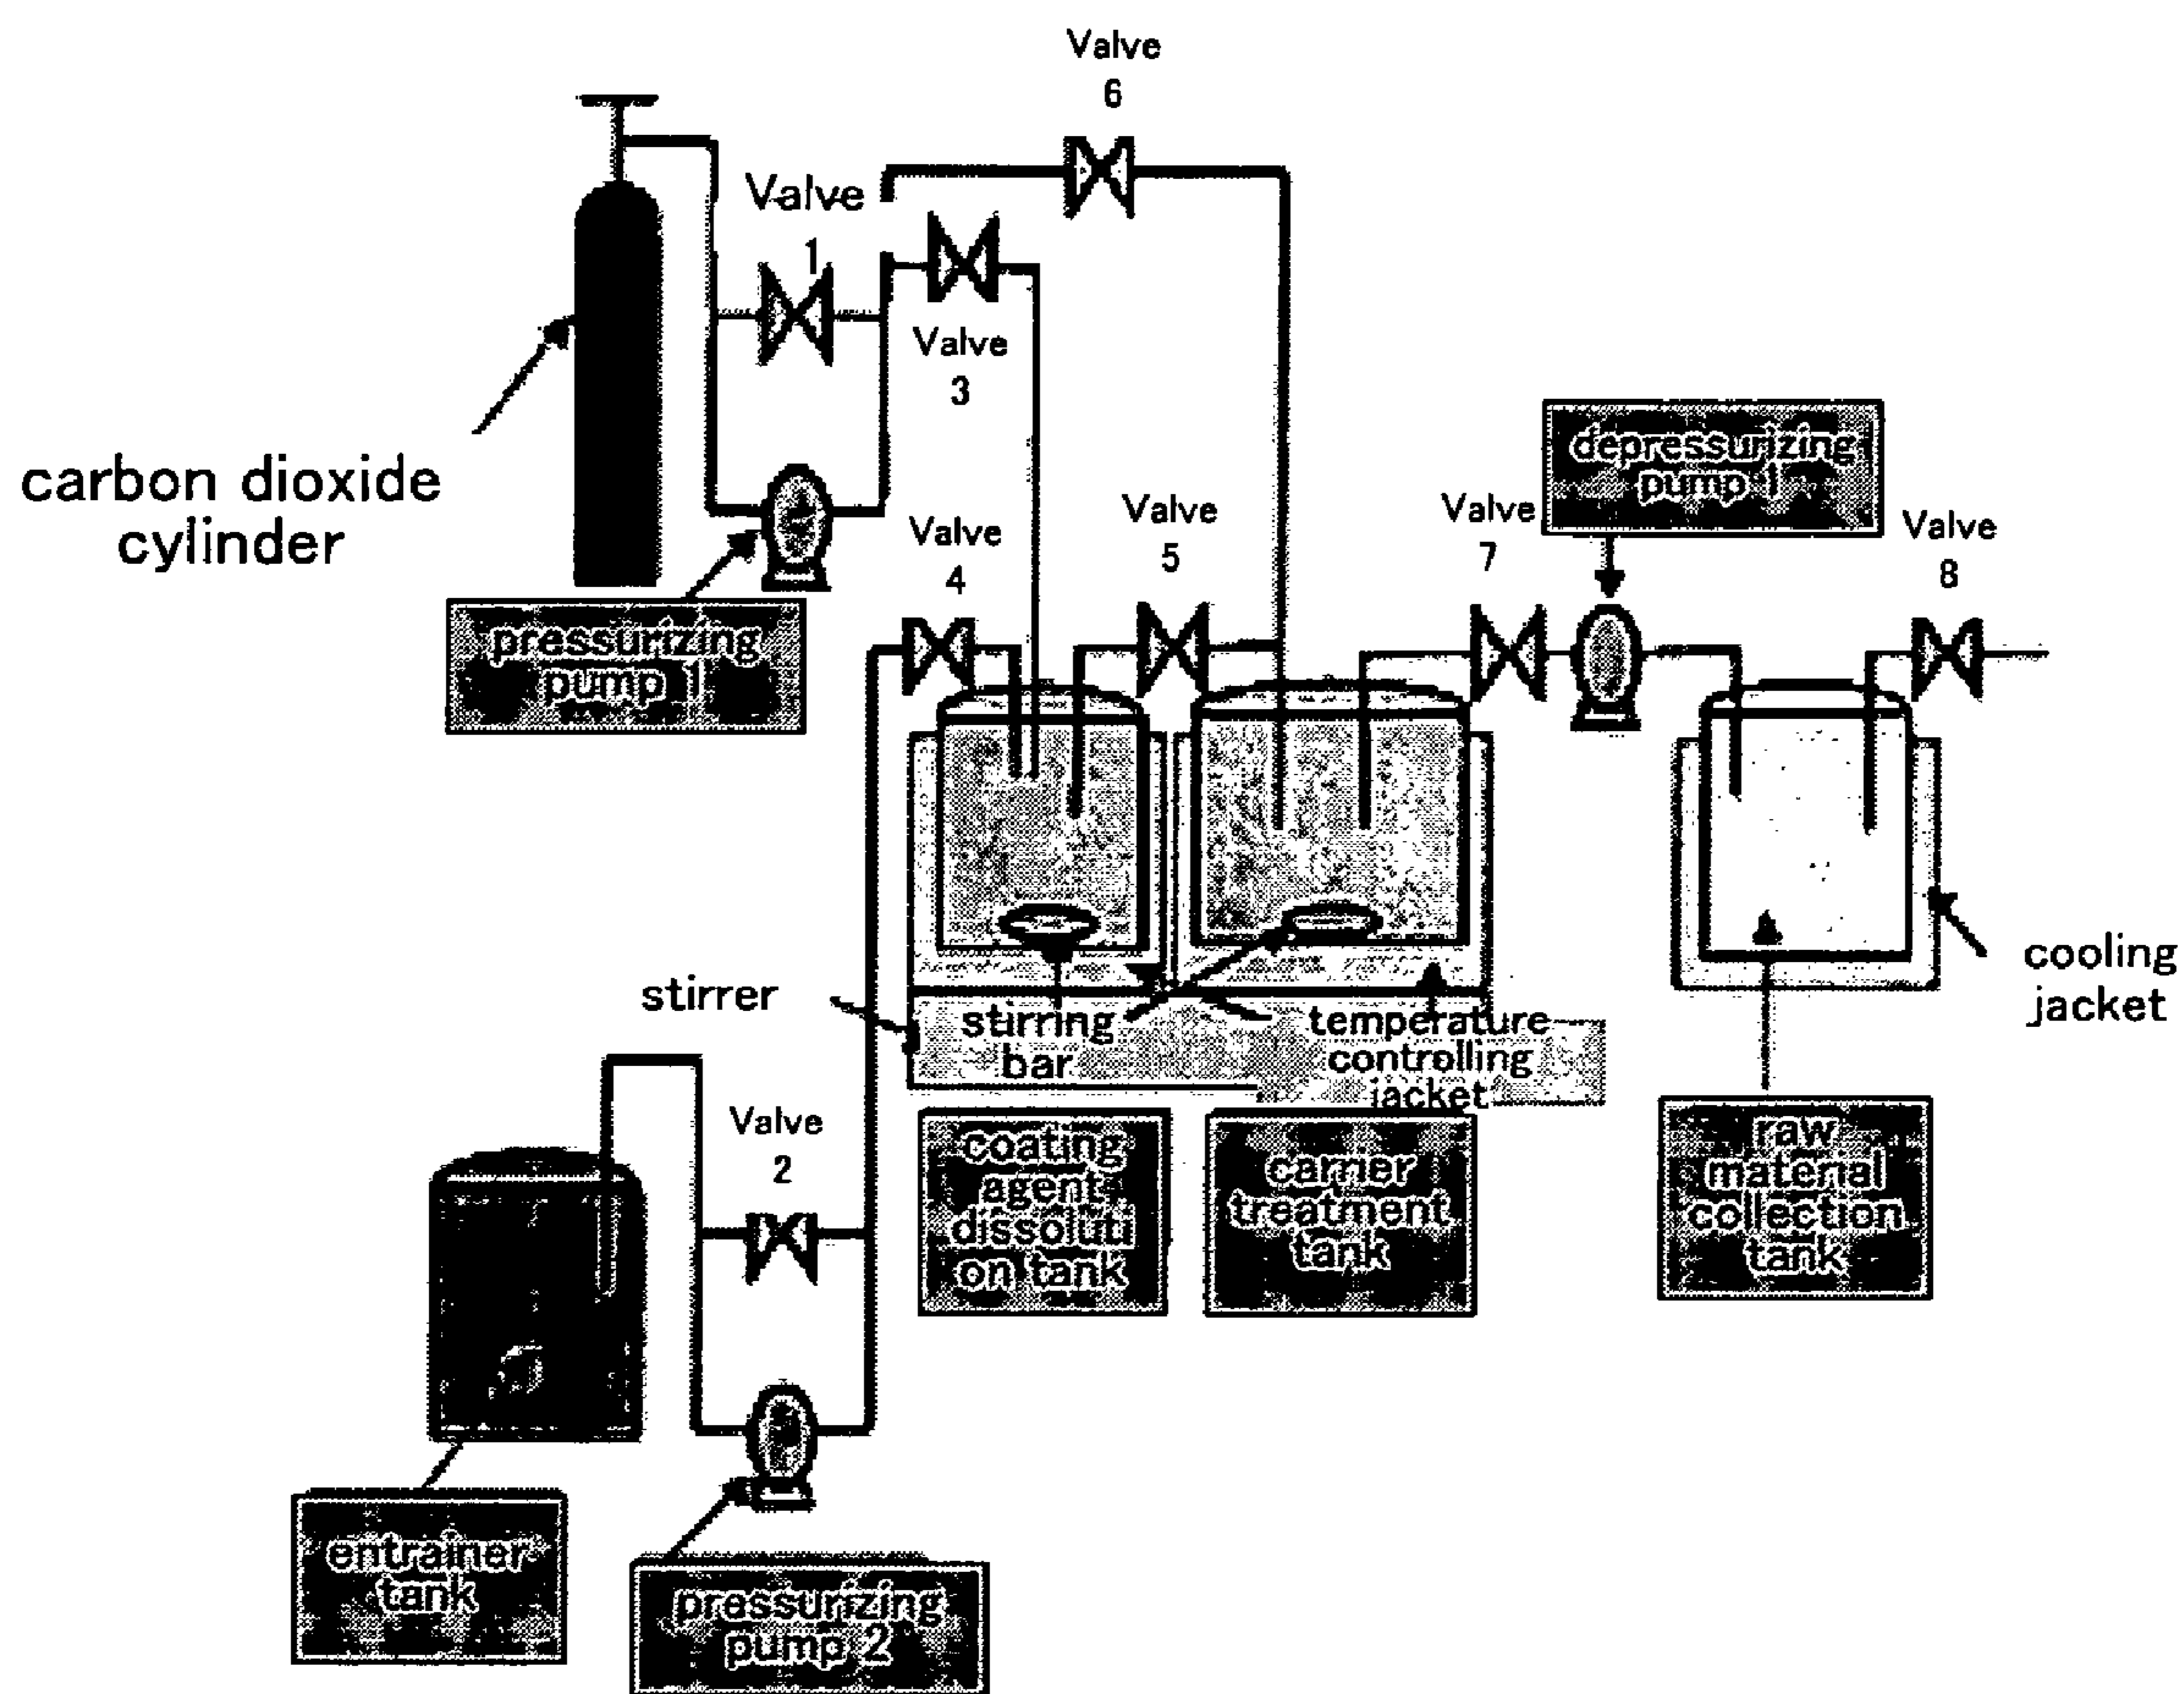 Valve
6
Valve
1
Valve
3
carbon dioxide
cylinder
pressurizing
pump 1
Valve
4
Valve
5
Valve
7
depressurizing
pump 1
Valve
8
stirrer
stirring
bar
temperature
controlling
jacket
cooling
jacket
Valve
2
coating
agent
dissoluti
on tank
carrier
treatment
tank
raw
material
collection
tank
entrainer
tank
pressurizing
pump 2